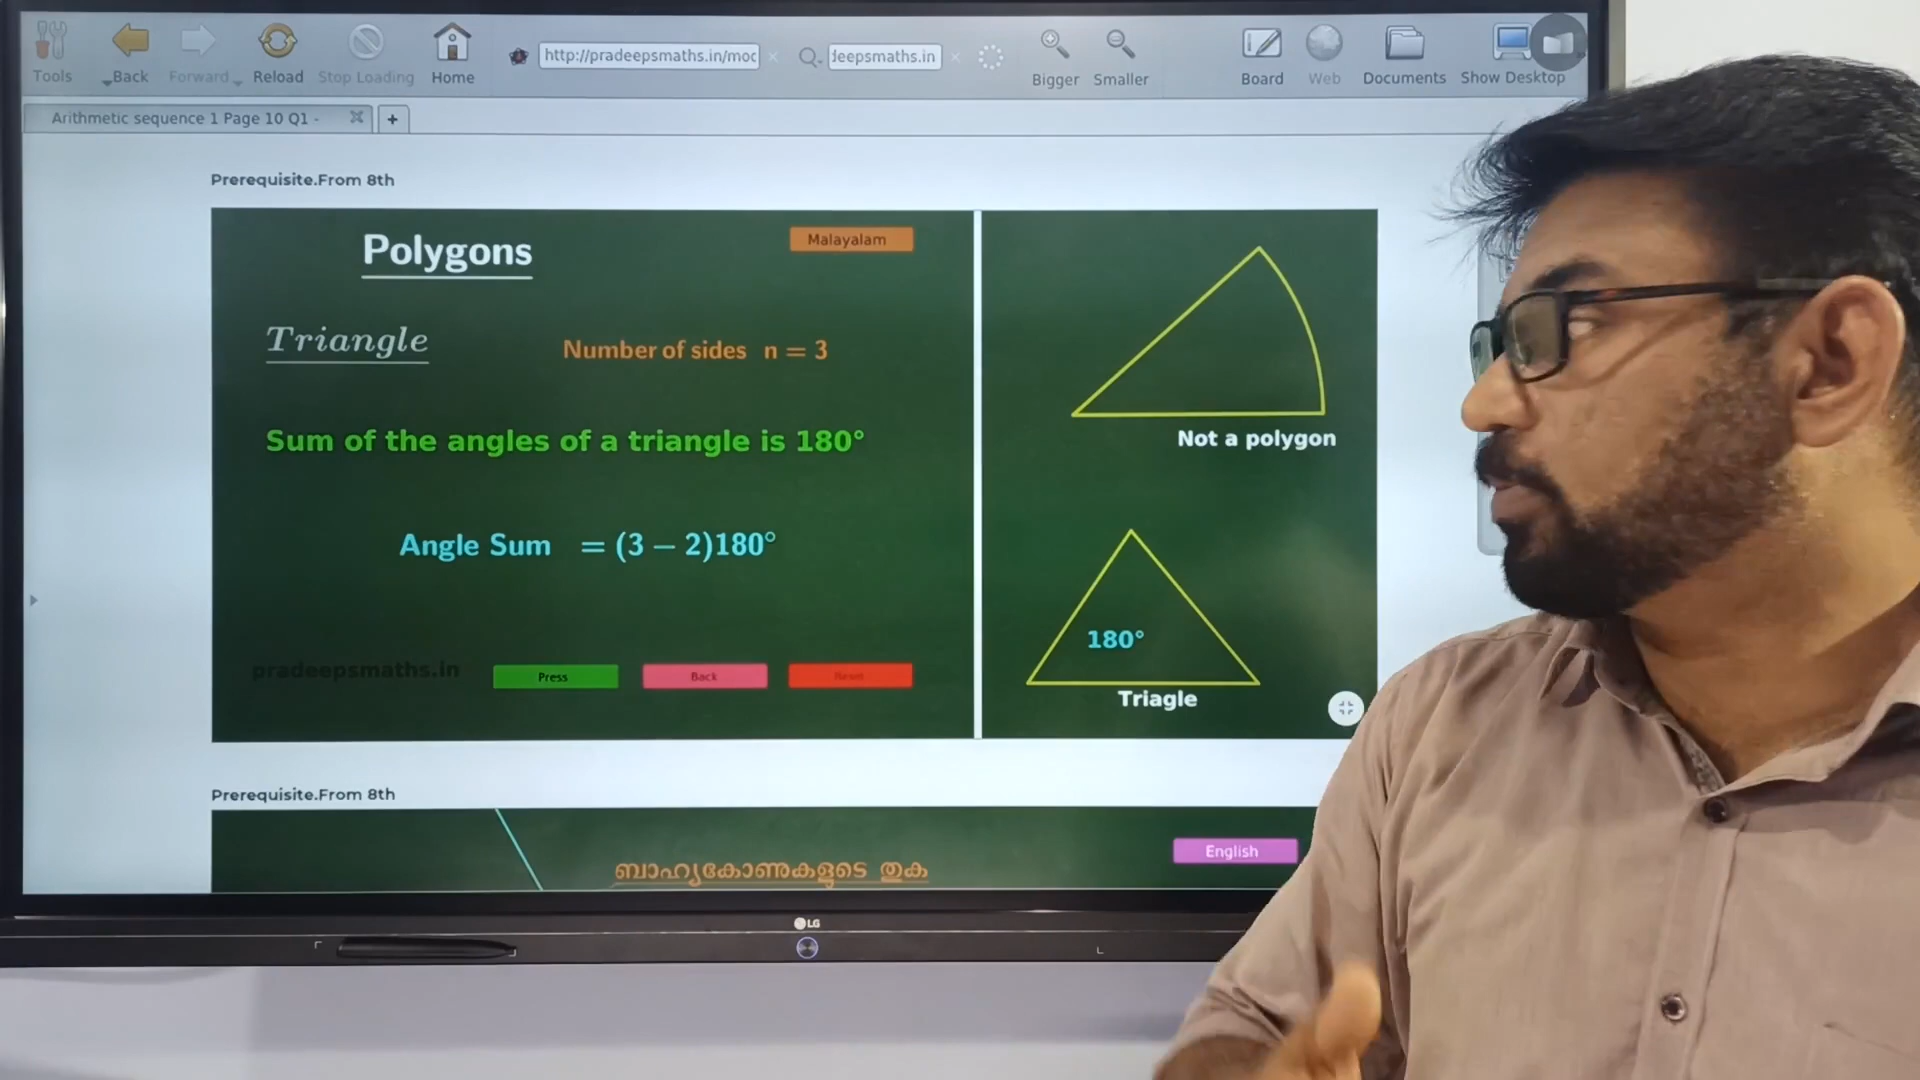 Tools
Back
Forward
Reload
Stop Loading
Home
http://pradeepsmaths.in/moc
deepsmaths.in
Bigger
Smaller
Board
Web
Documents
Show Desktop
Arithmetic sequence 1 Page 10 Q1 -
Prerequisite.From 8th
Polygons
Malayalam
Triangle
Number of sides n = 3
Sum of the angles of a triangle is 180°
Angle Sum = (3 − 2)180°
pradeepsmaths.in
Press
Back
Reset
Not a polygon
180°
Triagle
Prerequisite.From 8th
ബാഹ്യകോണുകളുടെ തുക
English
LG